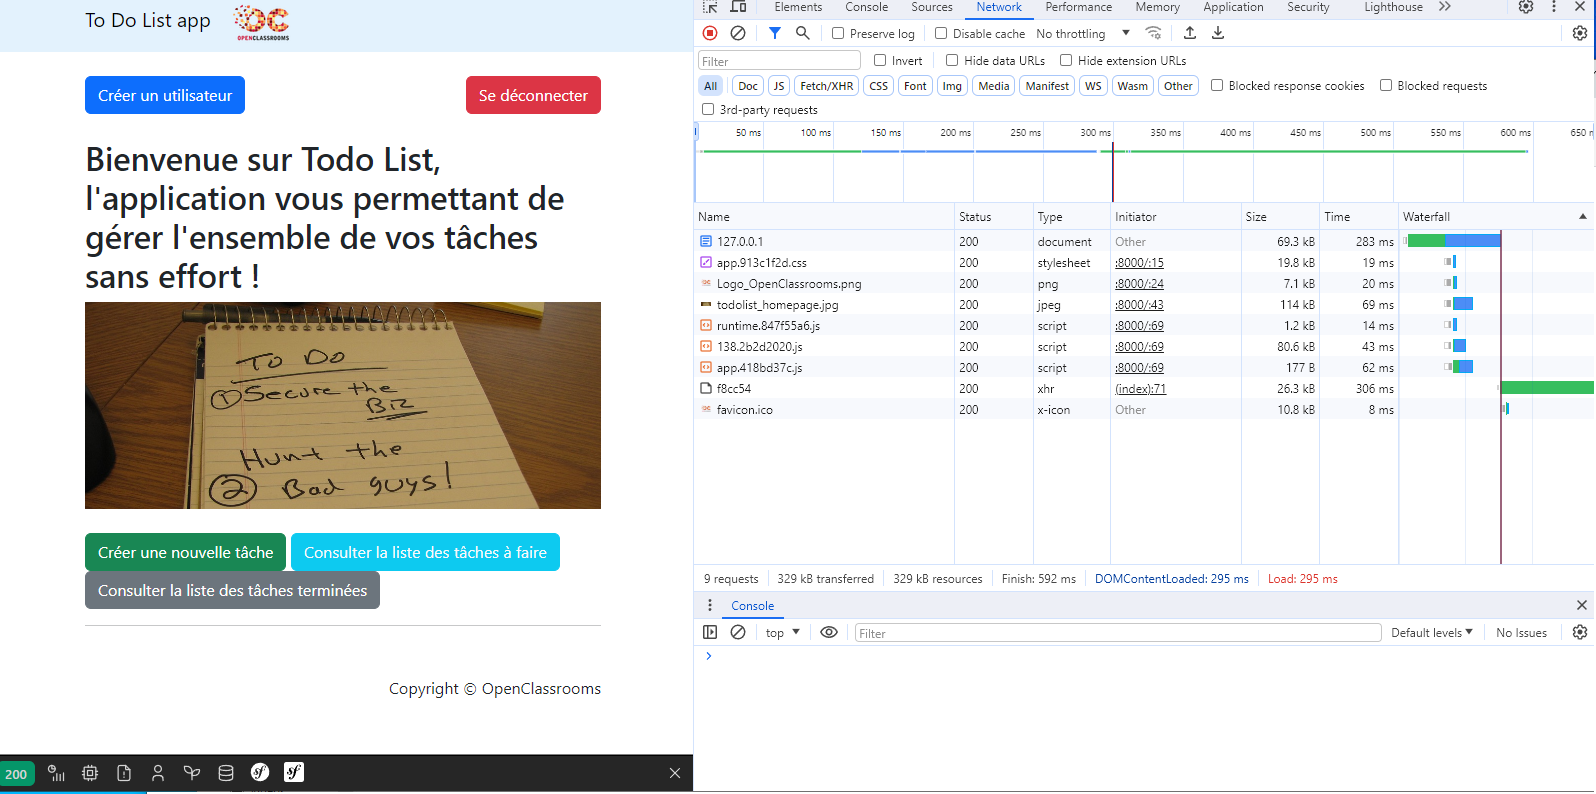 To Do List app
OC
OPENCLASSROOMS
Créer un utilisateur
Se déconnecter
Bienvenue sur Todo List,
l'application vous permettant de
gérer l'ensemble de vos tâches
sans effort !
To Do
① Secure the
Biz
Hunt the
② Bad guys!
Créer une nouvelle tâche
Consulter la liste des tâches à faire
Consulter la liste des tâches terminées
Copyright © OpenClassrooms
200
sf
sf
Elements Console Sources Network Performance Memory Application Security Lighthouse
Preserve log Disable cache No throttling
Filter Invert Hide data URLs Hide extension URLs
All Doc JS Fetch/XHR CSS Font Img Media Manifest WS Wasm Other Blocked response cookies Blocked requests
3rd-party requests
50 ms 100 ms 150 ms 200 ms 250 ms 300 ms 350 ms 400 ms 450 ms 500 ms 550 ms 600 ms 650 m
Name Status Type Initiator Size Time Waterfall
127.0.0.1 200 document Other 69.3 kB 283 ms
app.913c1f2d.css 200 stylesheet :8000/:15 19.8 kB 19 ms
Logo_OpenClassrooms.png 200 png :8000/:24 7.1 kB 20 ms
todolist_homepage.jpg 200 jpeg :8000/:43 114 kB 69 ms
runtime.847f55a6.js 200 script :8000/:69 1.2 kB 14 ms
138.2b2d2020.js 200 script :8000/:69 80.6 kB 43 ms
app.418bd37c.js 200 script :8000/:69 177 B 62 ms
f8cc54 200 xhr (index):71 26.3 kB 306 ms
favicon.ico 200 x-icon Other 10.8 kB 8 ms
9 requests 329 kB transferred 329 kB resources Finish: 592 ms DOMContentLoaded: 295 ms Load: 295 ms
Console
top Filter Default levels No Issues